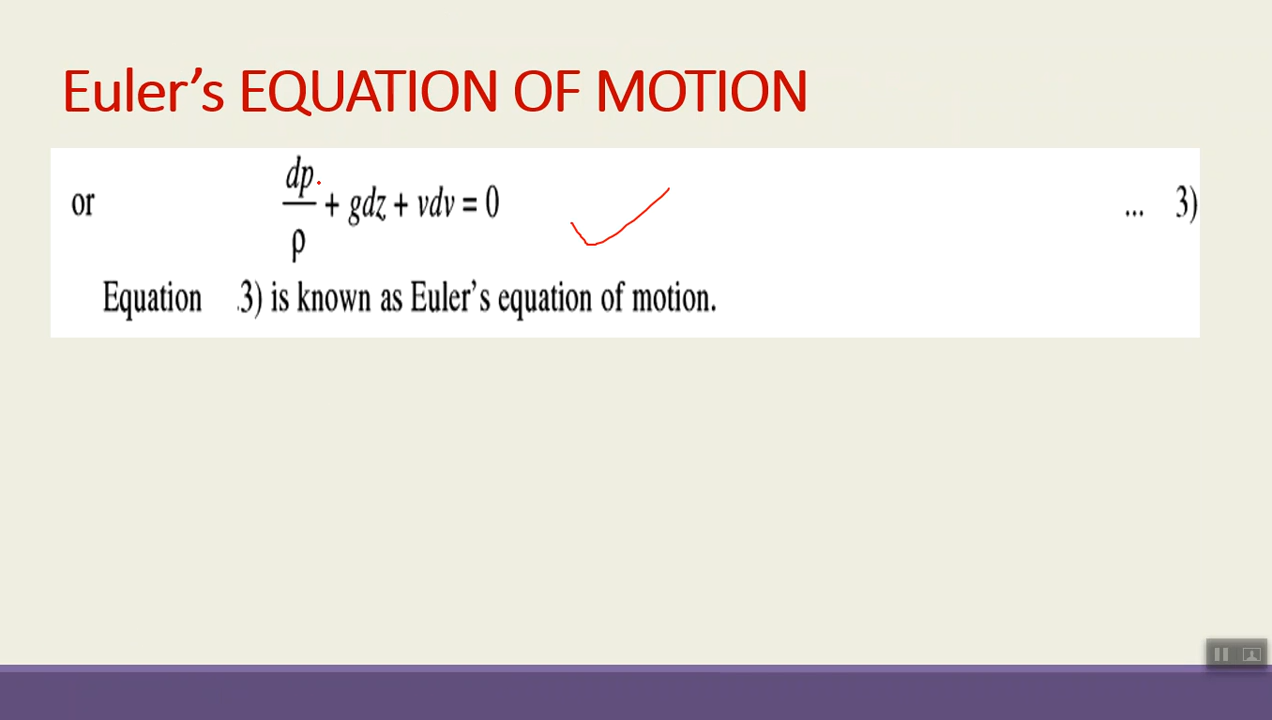 Euler’s EQUATION OF MOTION
or dp/ρ + gdz + vdv = 0 ... 3)
Equation .3) is known as Euler’s equation of motion.